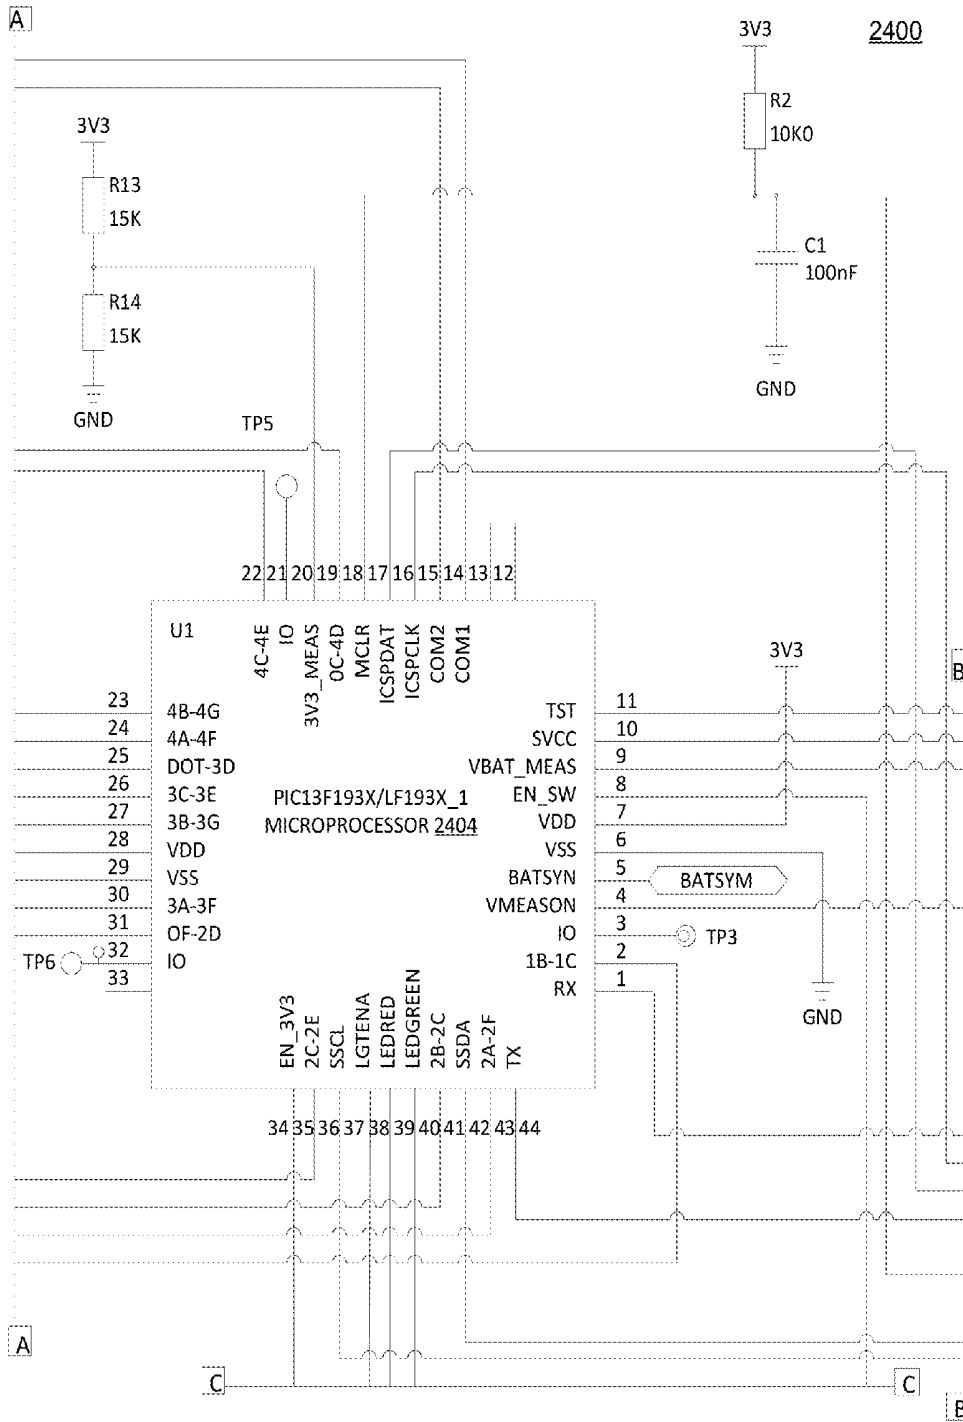 A
2400
3V3
R2
10K0
3V3
R13
15K
C1
100nF
R14
15K
GND
GND
TP5
22 21 20 19 18 17 16 15 14 13 12
U1
4C-4E
IO
3V3_MEAS
0C-4D
MCLR
ICSPDAT
ICSPCLK
COM2
COM1
3V3
B
23 4B-4G
24 4A-4F
25 DOT-3D
26 3C-3E
27 3B-3G
28 VDD
29 VSS
30 3A-3F
31 OF-2D
TP6 32 IO
33
PIC13F193X/LF193X_1
MICROPROCESSOR 2404
TST 11
SVCC 10
VBAT_MEAS 9
EN_SW 8
VDD 7
VSS 6
BATSYN 5 BATSYM
VMEASON 4
IO 3 TP3
1B-1C 2
RX 1
GND
EN_3V3
2C-2E
SSCL
LGTENA
LEDRED
LEDGREEN
2B-2C
SSDA
2A-2F
TX
34 35 36 37 38 39 40 41 42 43 44
A
C
C
B